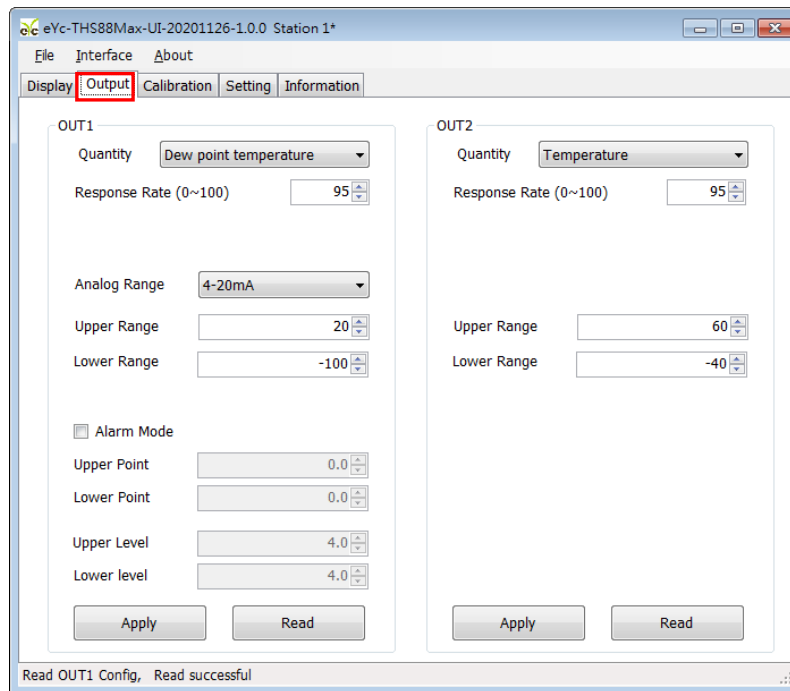 eYc eYc-THS88Max-UI-20201126-1.0.0 Station 1*
File Interface About
Display Output Calibration Setting Information
OUT1
Quantity Dew point temperature
Response Rate (0~100) 95
Analog Range 4-20mA
Upper Range 20
Lower Range -100
Alarm Mode
Upper Point 0.0
Lower Point 0.0
Upper Level 4.0
Lower level 4.0
Apply Read
OUT2
Quantity Temperature
Response Rate (0~100) 95
Upper Range 60
Lower Range -40
Apply Read
Read OUT1 Config, Read successful